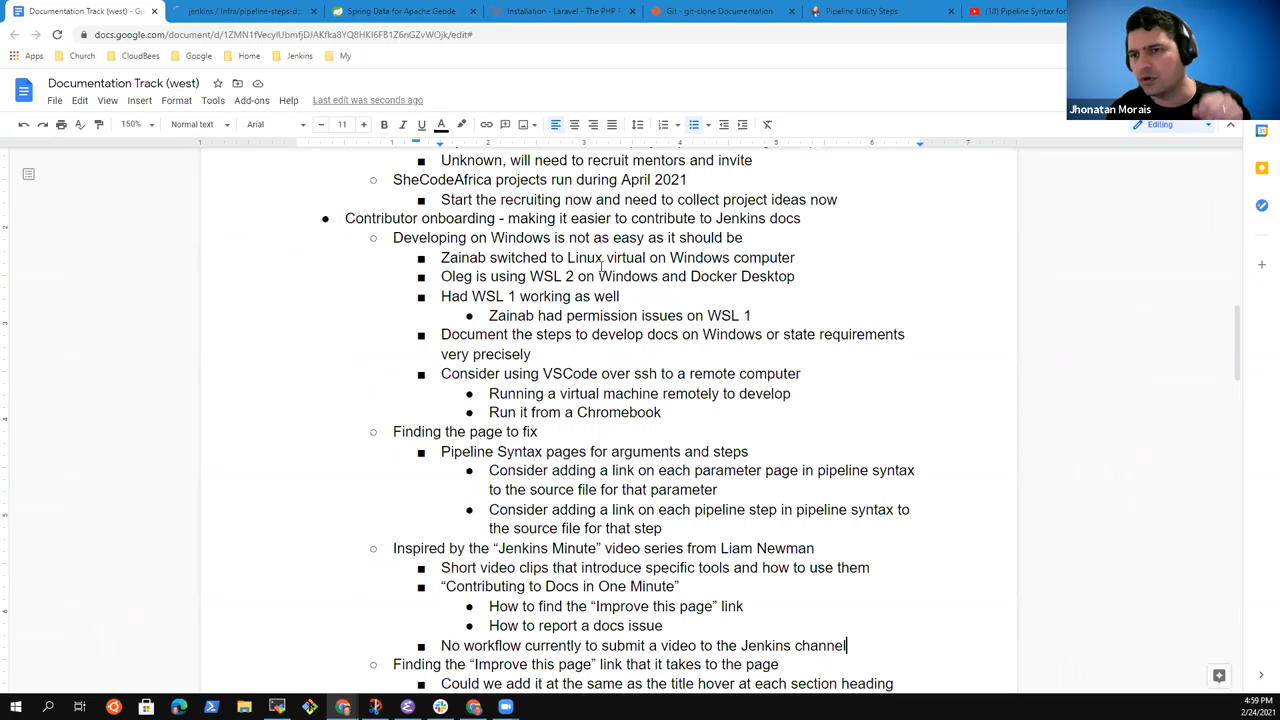 Documentation Track (west) - Go
jenkins / Infra/pipeline-steps-d
Spring Data for Apache Geode
Installation - Laravel - The PHP F
Git - git-clone Documentation
Pipeline Utility Steps
(18) Pipeline Syntax for
docs.google.com/document/d/1ZMN1fVecyIUbmfjDJAKfka8YQ8HKI6FB1Z6nGZvWOjk/edit#
Apps
Church
CloudBees
Google
Home
Jenkins
My
Jhonatan Morais
Documentation Track (west)
File Edit View Insert Format Tools Add-ons Help Last edit was seconds ago
150% Normal text Arial 11 Editing
1 1 2 3 4 5 6 7
Unknown, will need to recruit mentors and invite
SheCodeAfrica projects run during April 2021
Start the recruiting now and need to collect project ideas now
Contributor onboarding - making it easier to contribute to Jenkins docs
Developing on Windows is not as easy as it should be
Zainab switched to Linux virtual on Windows computer
Oleg is using WSL 2 on Windows and Docker Desktop
Had WSL 1 working as well
Zainab had permission issues on WSL 1
Document the steps to develop docs on Windows or state requirements
very precisely
Consider using VSCode over ssh to a remote computer
Running a virtual machine remotely to develop
Run it from a Chromebook
Finding the page to fix
Pipeline Syntax pages for arguments and steps
Consider adding a link on each parameter page in pipeline syntax
to the source file for that parameter
Consider adding a link on each pipeline step in pipeline syntax to
the source file for that step
Inspired by the “Jenkins Minute” video series from Liam Newman
Short video clips that introduce specific tools and how to use them
“Contributing to Docs in One Minute”
How to find the “Improve this page” link
How to report a docs issue
No workflow currently to submit a video to the Jenkins channel
Finding the “Improve this page” link that it takes to the page
Could we add it at the same as the title hover at each section heading
4:59 PM
2/24/2021